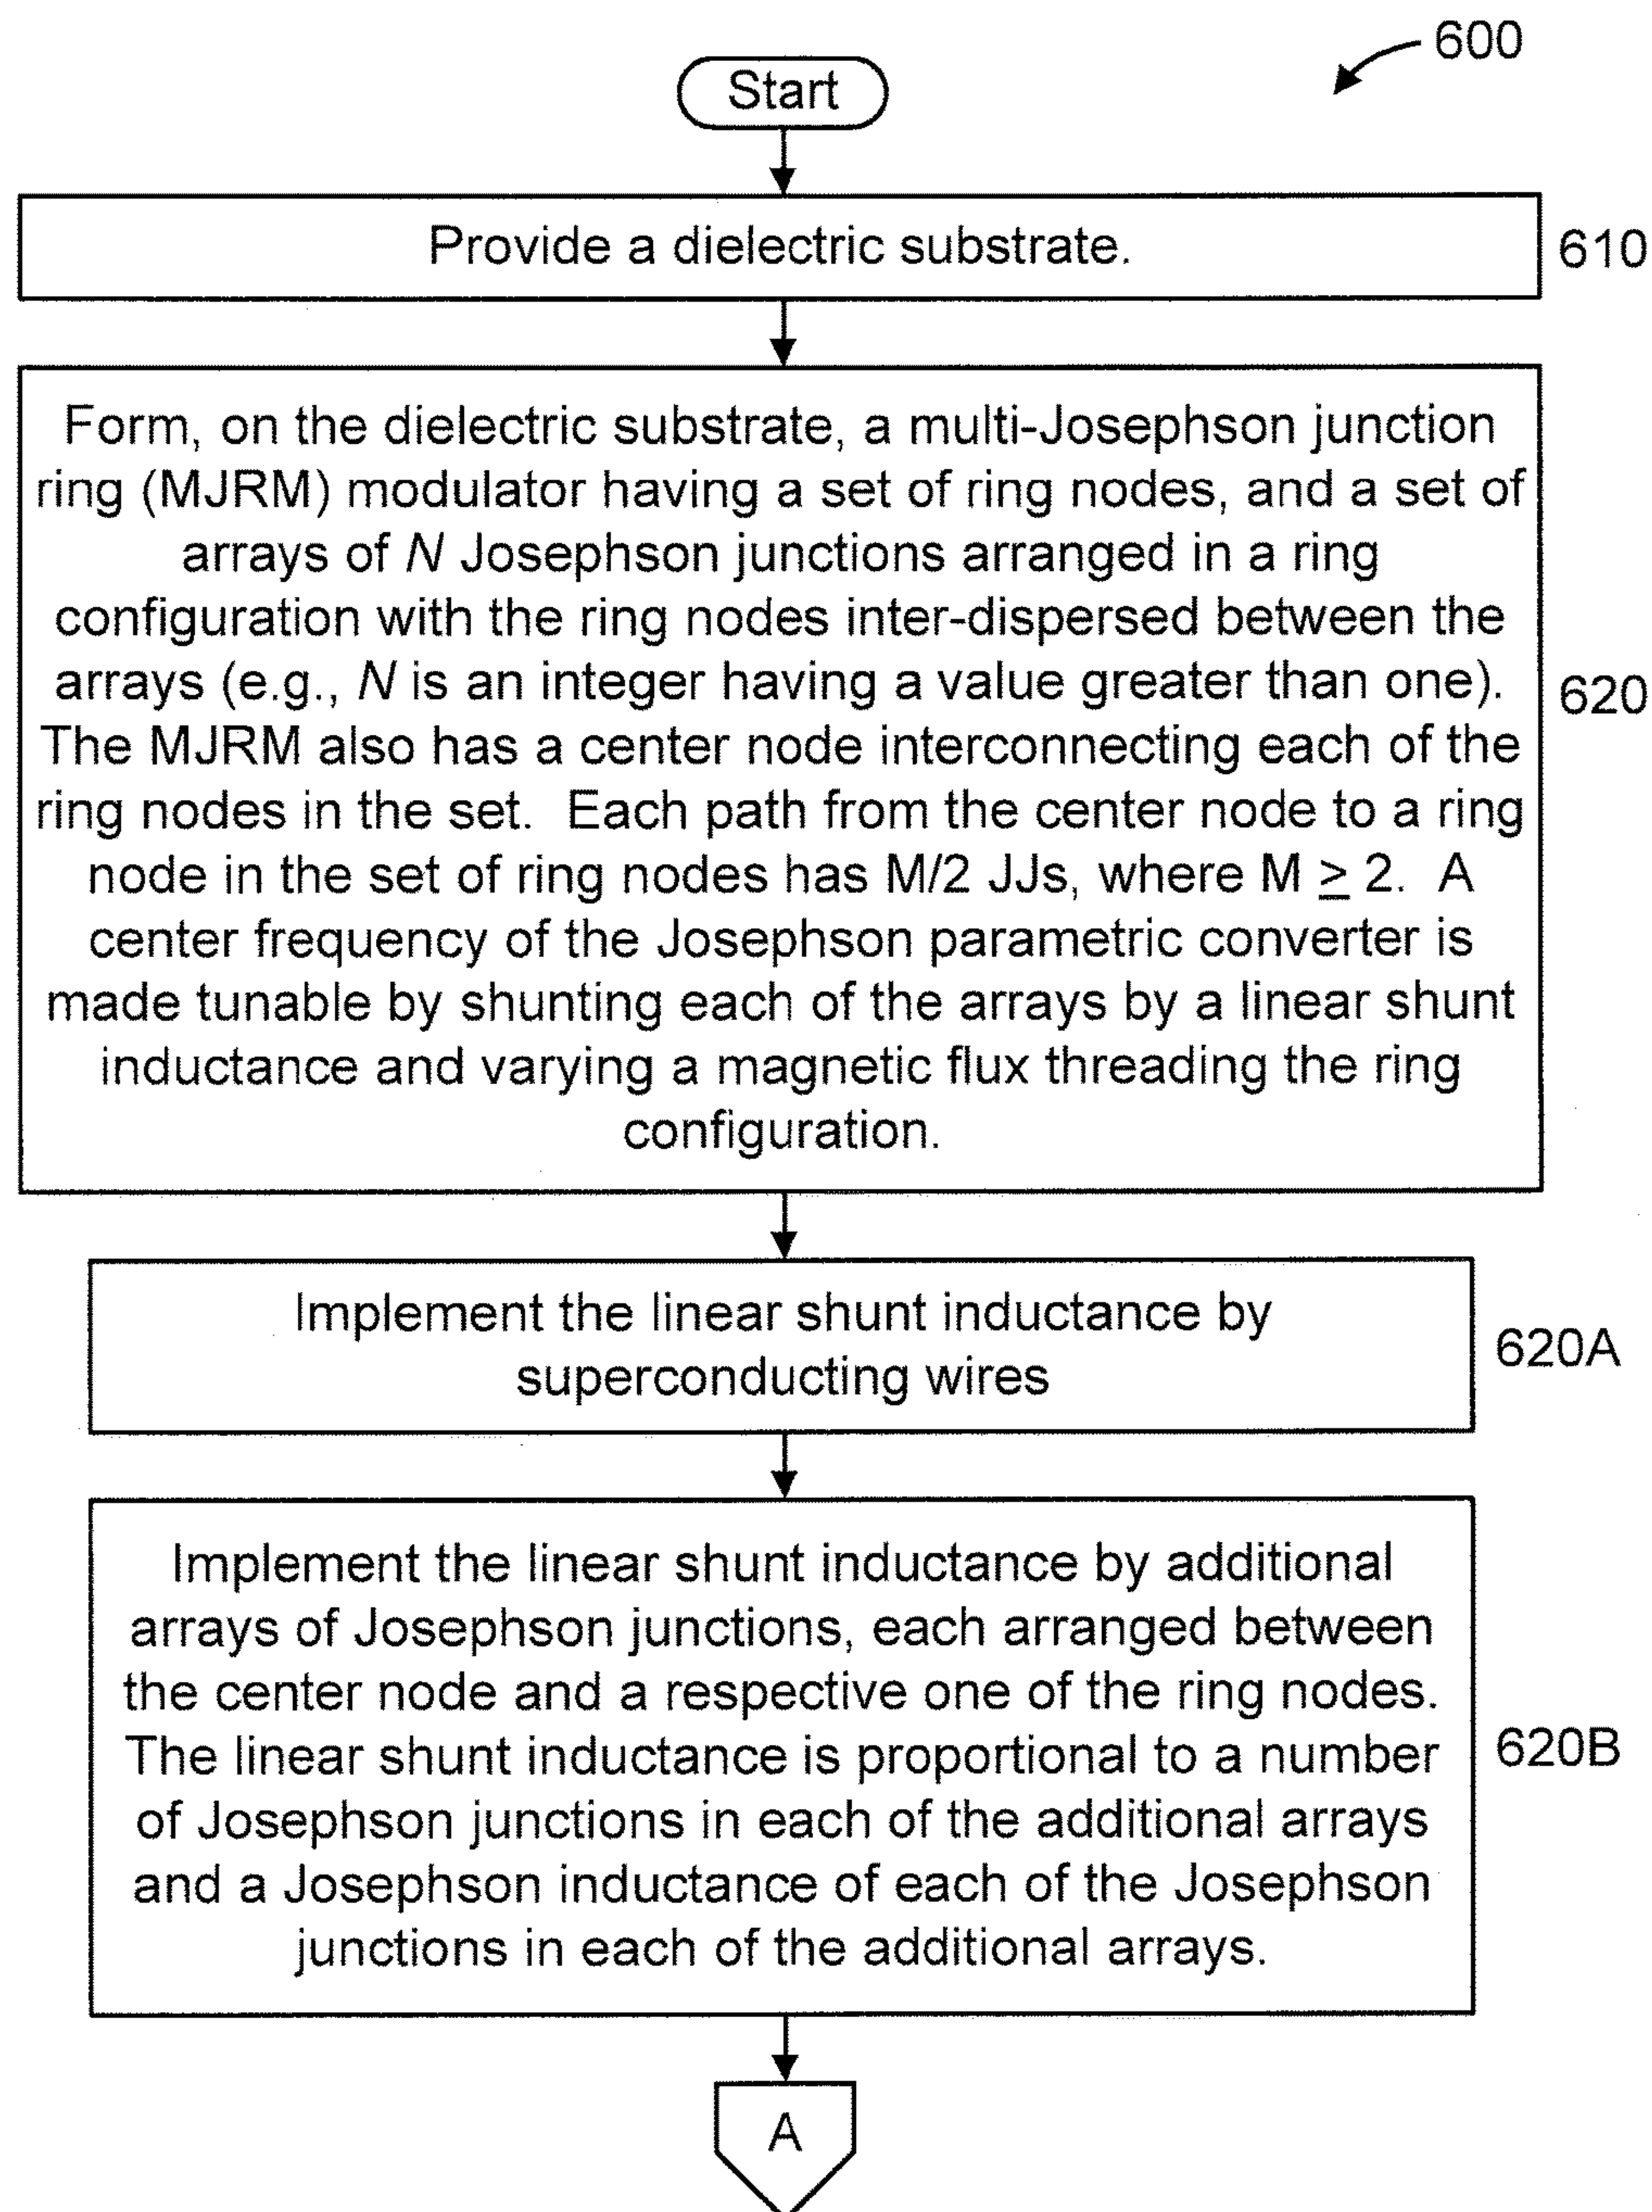 600
Start
Provide a dielectric substrate.
610
Form, on the dielectric substrate, a multi-Josephson junction
ring (MJRM) modulator having a set of ring nodes, and a set of
arrays of N Josephson junctions arranged in a ring
configuration with the ring nodes inter-dispersed between the
arrays (e.g., N is an integer having a value greater than one).
The MJRM also has a center node interconnecting each of the
ring nodes in the set. Each path from the center node to a ring
node in the set of ring nodes has M/2 JJs, where M ≥ 2. A
center frequency of the Josephson parametric converter is
made tunable by shunting each of the arrays by a linear shunt
inductance and varying a magnetic flux threading the ring
configuration.
620
Implement the linear shunt inductance by
superconducting wires
620A
Implement the linear shunt inductance by additional
arrays of Josephson junctions, each arranged between
the center node and a respective one of the ring nodes.
The linear shunt inductance is proportional to a number
of Josephson junctions in each of the additional arrays
and a Josephson inductance of each of the Josephson
junctions in each of the additional arrays.
620B
A